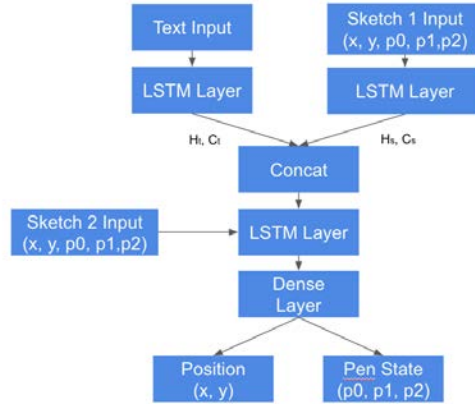 Text Input
Sketch 1 Input
(x, y, p0, p1,p2)
LSTM Layer
LSTM Layer
Hₜ, Cₜ
Hₛ, Cₛ
Concat
Sketch 2 Input
(x, y, p0, p1,p2)
LSTM Layer
Dense
Layer
Position
(x, y)
Pen State
(p0, p1, p2)